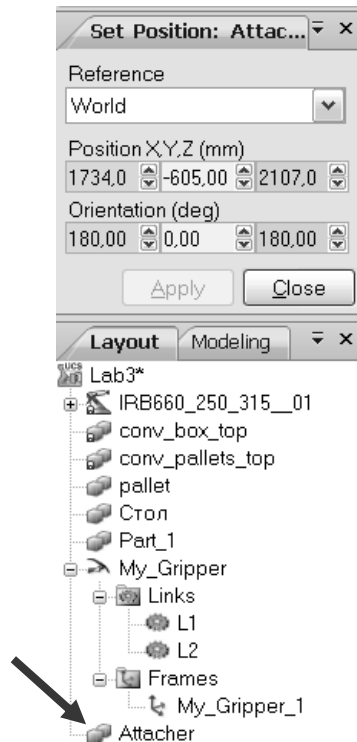 Set Position: Attac...
Reference
World
Position X,Y,Z (mm)
1734,0 -605,00 2107,0
Orientation (deg)
180,00 0,00 180,00
Apply Close
Layout Modeling
UCS
Lab3*
IRB660_250_315__01
conv_box_top
conv_pallets_top
pallet
Стол
Part_1
My_Gripper
Links
L1
L2
Frames
My_Gripper_1
Attacher